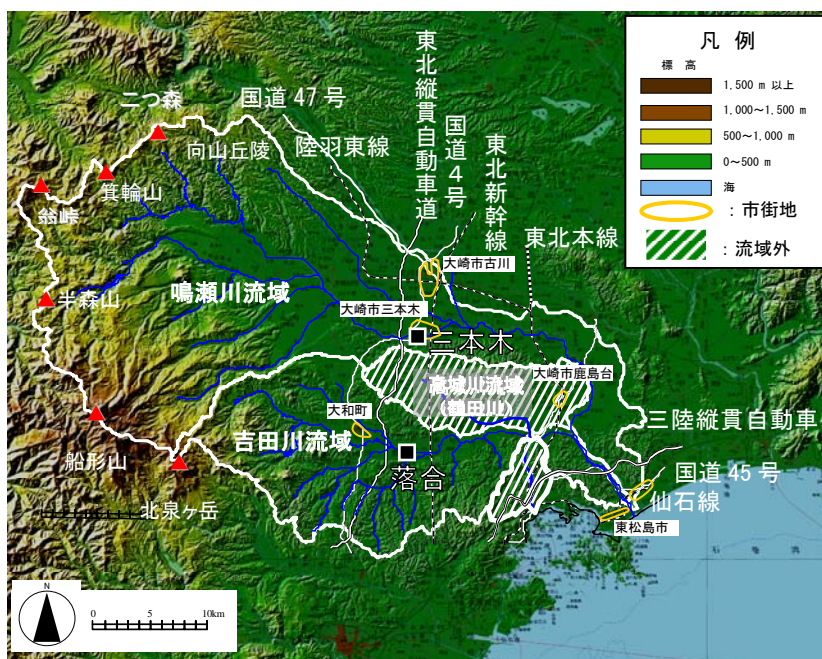 凡 例
標 高
1,500 m 以上
1,000～1,500 m
500～1,000 m
0～500 m
海
：市街地
：流域外
東北縦貫自動車道
国道４号
東北新幹線
国道 47 号
二つ森
向山丘陵
陸羽東線
箕輪山
翁峠
東北本線
大崎市古川
鳴瀬川流域
半森山
大崎市三本木
三本木
大崎市鹿島台
高城川流域
（鶴田川）
大和町
三陸縦貫自動車
吉田川流域
船形山
落合
国道 45 号
仙石線
北泉ヶ岳
東松島市
石巻湾
N
0 5 10km